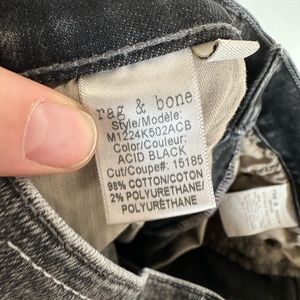 rag & bone
Style/Modèle:
M1224K502ACB
Color/Couleur:
ACID BLACK
Cut/Coupe#: 15185
98% COTTON/COTON
2% POLYURETHANE/
POLYURÉTHANE